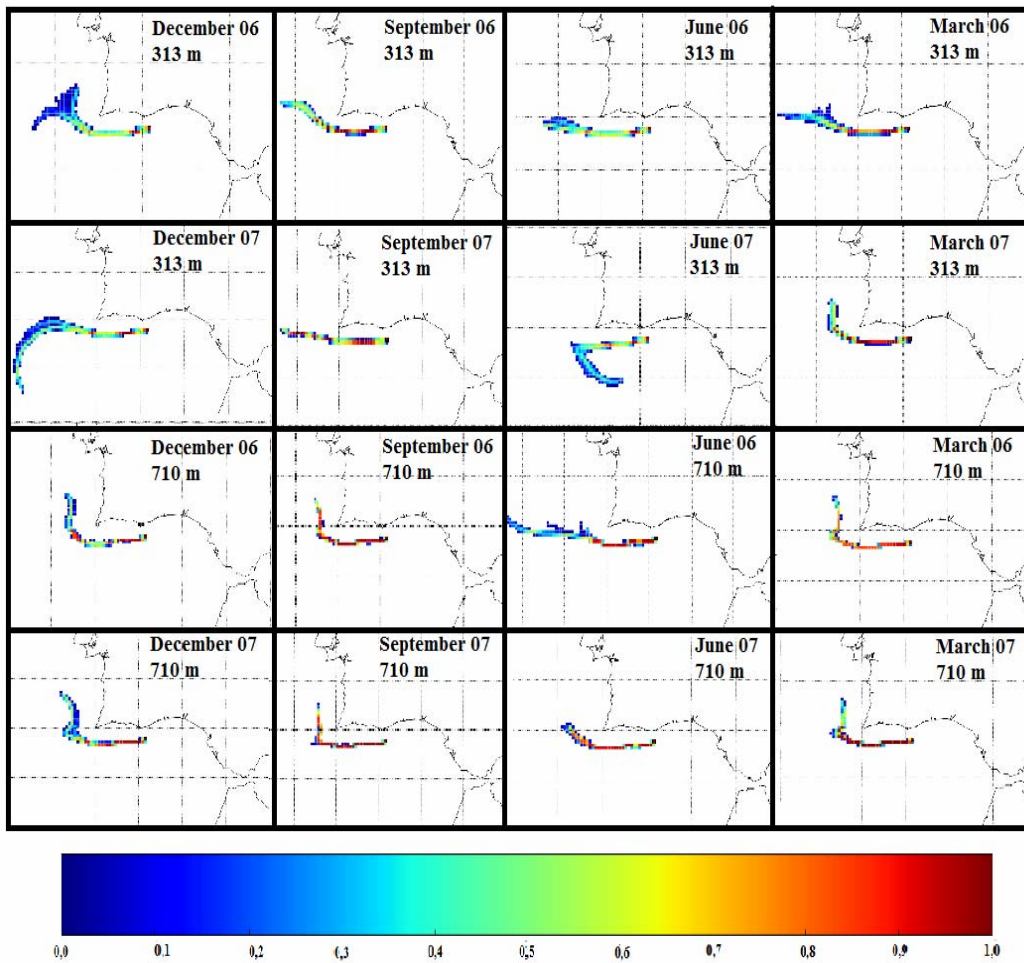 December 06
313 m
September 06
313 m
June 06
313 m
March 06
313 m
December 07
313 m
September 07
313 m
June 07
313 m
March 07
313 m
December 06
710 m
September 06
710 m
June 06
710 m
March 06
710 m
December 07
710 m
September 07
710 m
June 07
710 m
March 07
710 m
0,0 0,1 0,2 0,3 0,4 0,5 0,6 0,7 0,8 0,9 1,0